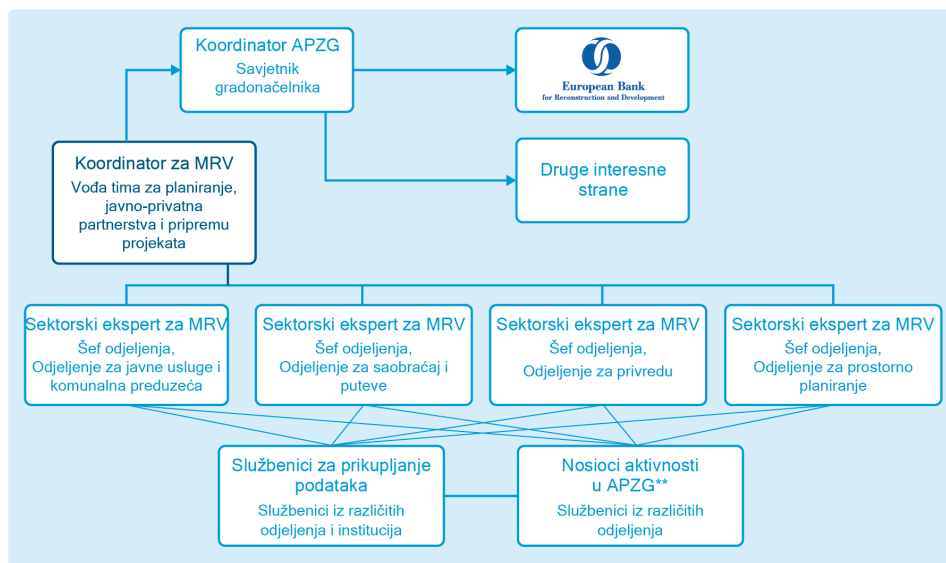 Koordinator APZG
Savjetnik
gradonačelnika
European Bank
for Reconstruction and Development
Druge interesne
strane
Koordinator za MRV
Vođa tima za planiranje,
javno-privatna
partnerstva i pripremu
projekata
Sektorski ekspert za MRV
Šef odjeljenja,
Odjeljenje za javne usluge i
komunalna preduzeća
Sektorski ekspert za MRV
Šef odjeljenja,
Odjeljenje za saobraćaj i
puteve
Sektorski ekspert za MRV
Šef odjeljenja,
Odjeljenje za privredu
Sektorski ekspert za MRV
Šef odjeljenja,
Odjeljenje za prostorno
planiranje
Službenici za prikupljanje
podataka
Službenici iz različitih
odjeljenja i institucija
Nosioci aktivnosti
u APZG**
Službenici iz različitih
odjeljenja